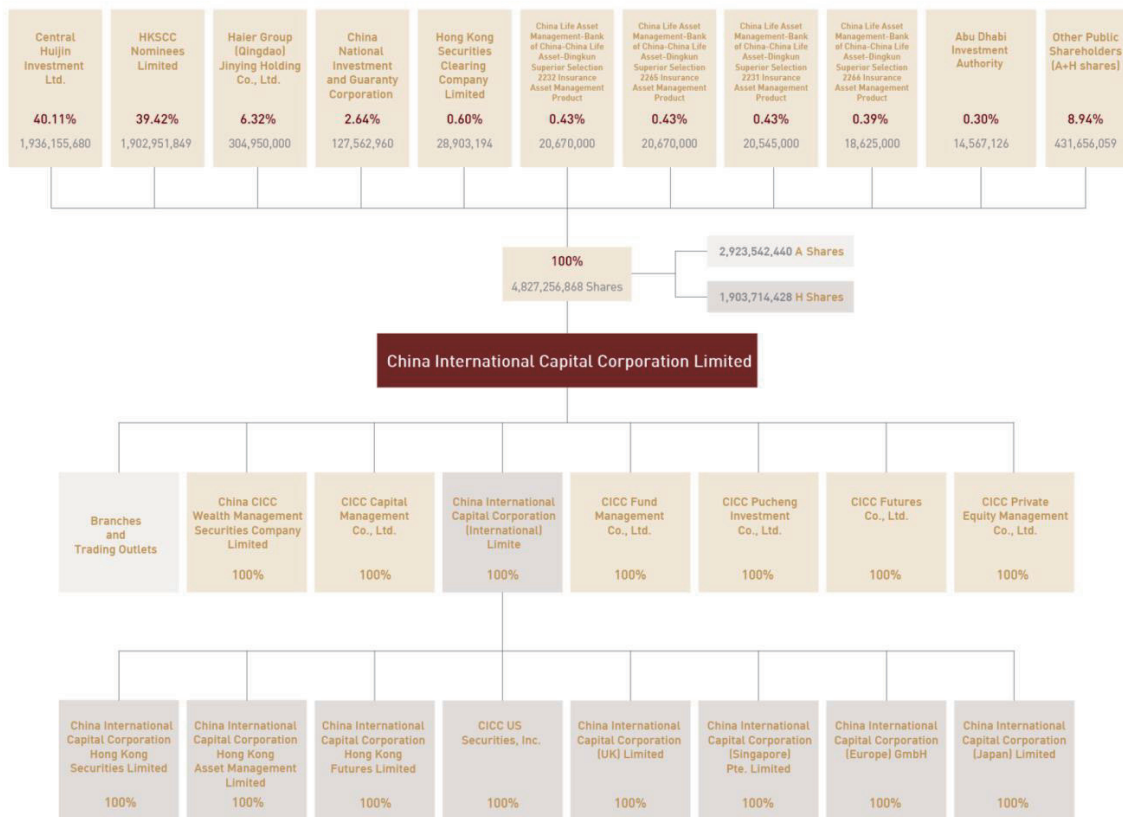 Central
Huijin
Investment
Ltd.
40.11%
1,936,155,680
HKSCC
Nominees
Limited
39.42%
1,902,951,849
Haier Group
(Qingdao)
Jinying Holding
Co., Ltd.
6.32%
304,950,000
China
National
Investment
and Guaranty
Corporation
2.64%
127,562,960
Hong Kong
Securities
Clearing
Company
Limited
0.60%
28,903,194
China Life Asset
Management-Bank
of China-China Life
Asset-Dingkun
Superior Selection
2232 Insurance
Asset Management
Product
0.43%
20,670,000
China Life Asset
Management-Bank
of China-China Life
Asset-Dingkun
Superior Selection
2265 Insurance
Asset Management
Product
0.43%
20,670,000
China Life Asset
Management-Bank
of China-China Life
Asset-Dingkun
Superior Selection
2231 Insurance
Asset Management
Product
0.43%
20,545,000
China Life Asset
Management-Bank
of China-China Life
Asset-Dingkun
Superior Selection
2266 Insurance
Asset Management
Product
0.39%
18,625,000
Abu Dhabi
Investment
Authority
0.30%
14,567,126
Other Public
Shareholders
(A+H shares)
8.94%
431,656,059
100%
4,827,256,868 Shares
2,923,542,440 A Shares
1,903,714,428 H Shares
China International Capital Corporation Limited
Branches
and
Trading Outlets
China CICC
Wealth Management
Securities Company
Limited
100%
CICC Capital
Management
Co., Ltd.
100%
China International
Capital Corporation
(International)
Limite
100%
CICC Fund
Management
Co., Ltd.
100%
CICC Pucheng
Investment
Co., Ltd.
100%
CICC Futures
Co., Ltd.
100%
CICC Private
Equity Management
Co., Ltd.
100%
China International
Capital Corporation
Hong Kong
Securities Limited
100%
China International
Capital Corporation
Hong Kong
Asset Management
Limited
100%
China International
Capital Corporation
Hong Kong
Futures Limited
100%
CICC US
Securities, Inc.
100%
China International
Capital Corporation
(UK) Limited
100%
China International
Capital Corporation
(Singapore)
Pte. Limited
100%
China International
Capital Corporation
(Europe) GmbH
100%
China International
Capital Corporation
(Japan) Limited
100%